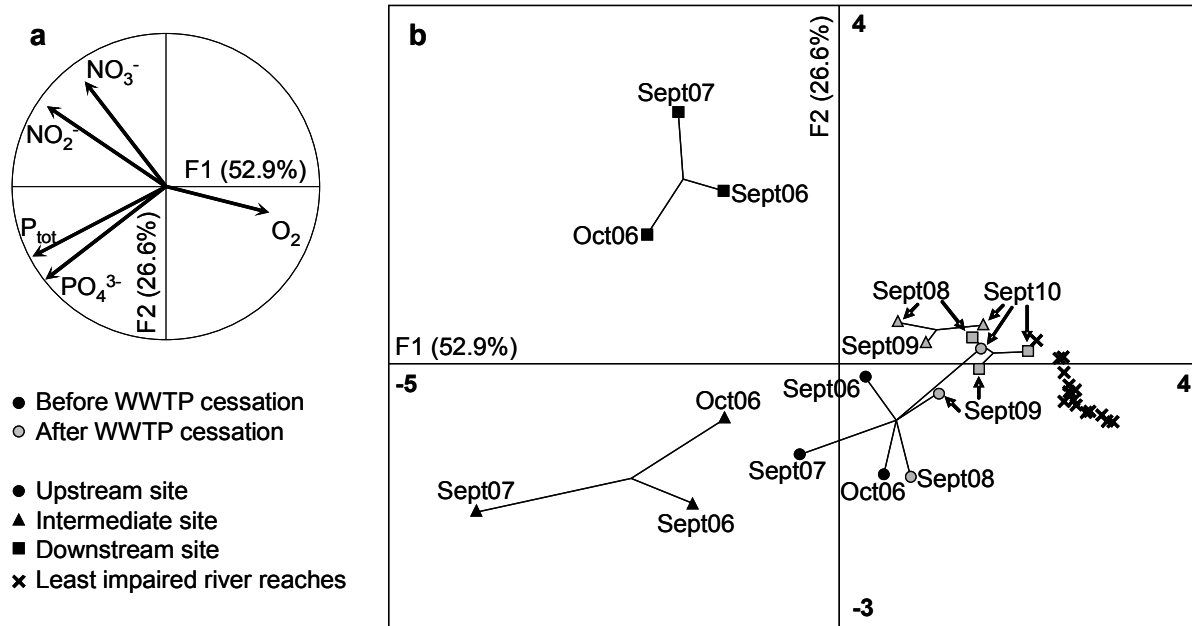 a
NO₃⁻
NO₂⁻
F1 (52.9%)
P_tot
O₂
PO₄³⁻
F2 (26.6%)
Before WWTP cessation
After WWTP cessation
Upstream site
Intermediate site
Downstream site
Least impaired river reaches
b
4
F2 (26.6%)
Sept07
Sept06
Oct06
Sept08
Sept10
Sept09
F1 (52.9%)
-5
4
Sept06
Sept09
Oct06
Sept07
Sept07
Sept06
Oct06
Sept08
-3